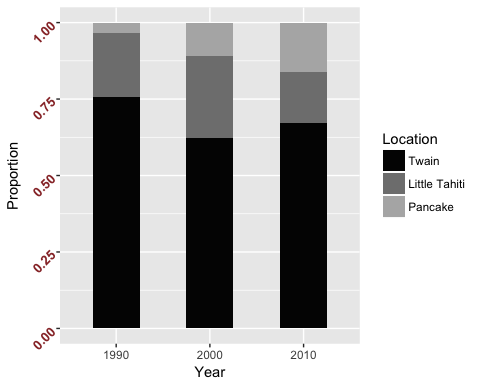 1.00
0.75
0.50
0.25
0.00
Proportion
1990 2000 2010
Year
Location
Twain
Little Tahiti
Pancake